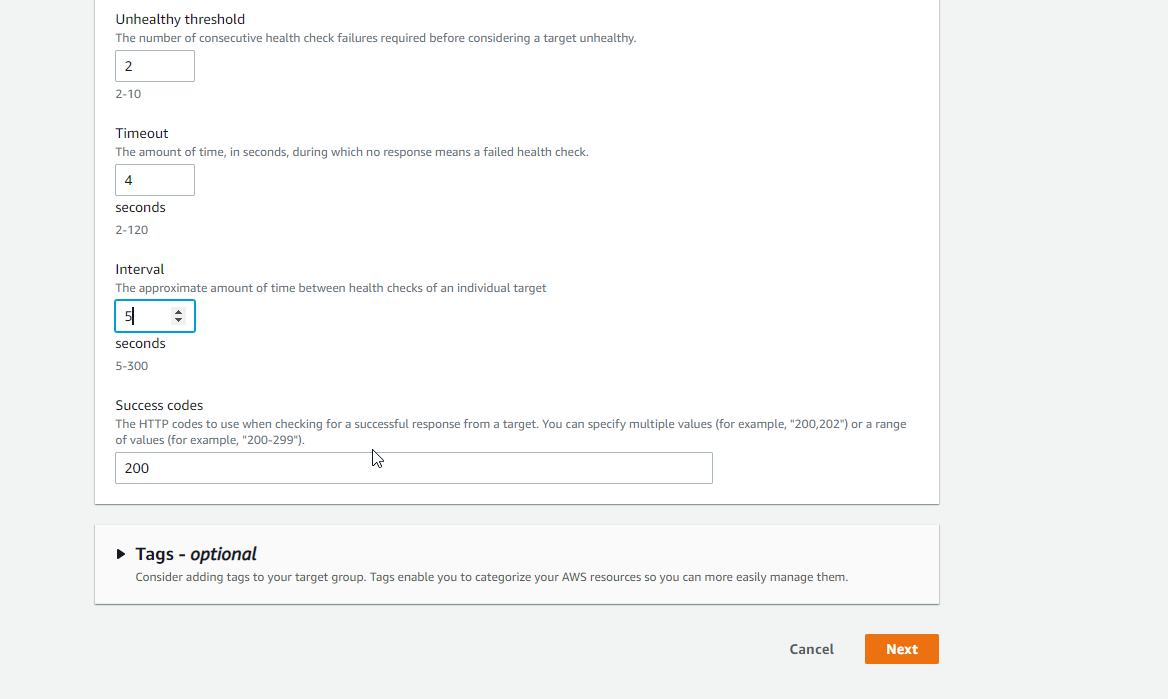 Unhealthy threshold
The number of consecutive health check failures required before considering a target unhealthy.
2
2-10
Timeout
The amount of time, in seconds, during which no response means a failed health check.
4
seconds
2-120
Interval
The approximate amount of time between health checks of an individual target
5
seconds
5-300
Success codes
The HTTP codes to use when checking for a successful response from a target. You can specify multiple values (for example, "200,202") or a range
of values (for example, "200-299").
200
Tags - optional
Consider adding tags to your target group. Tags enable you to categorize your AWS resources so you can more easily manage them.
Cancel Next